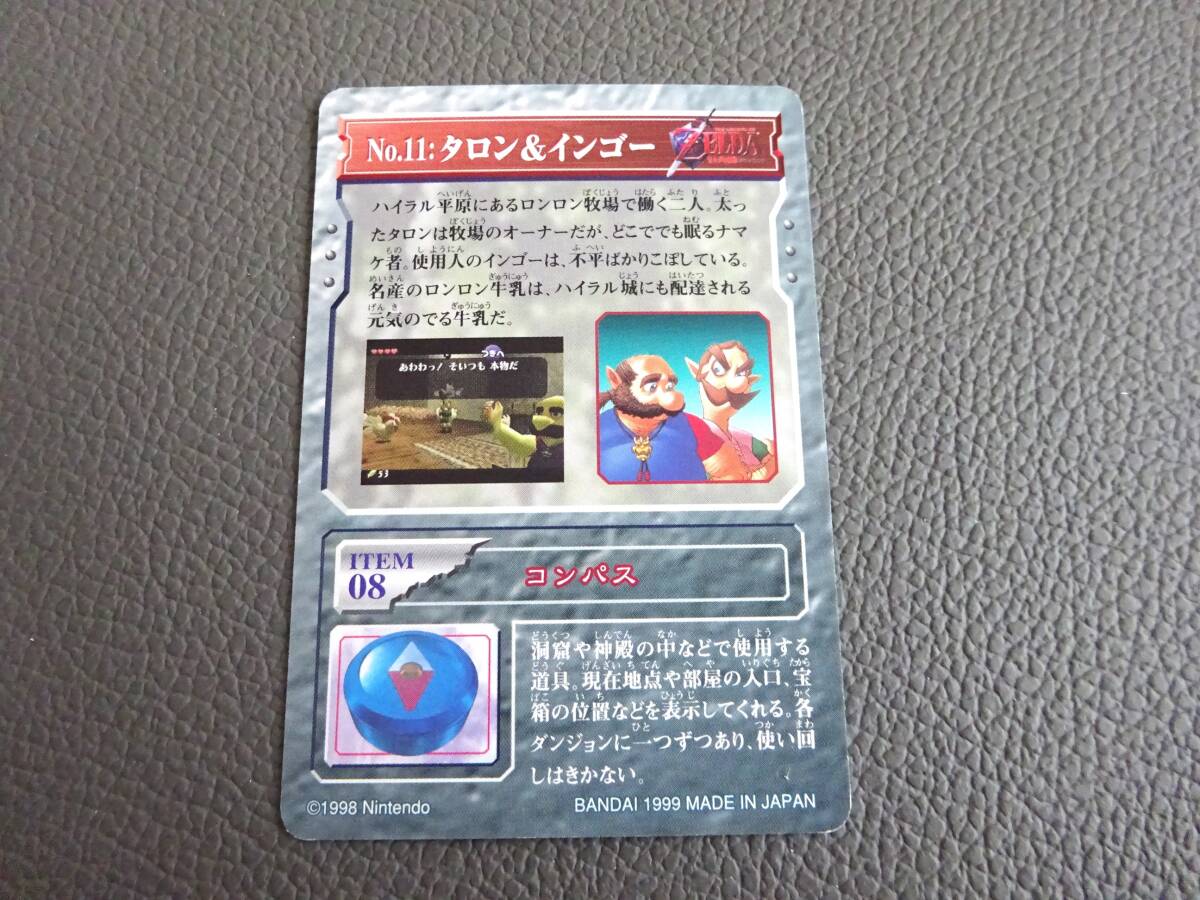 No.11:タロン&インゴー
ZELDA
ハイラル平原にあるロンロン牧場で働く二人。太っ
たタロンは牧場のオーナーだが、どこででも眠るナマ
ケ者。使用人のインゴーは、不平ばかりこぼしている。
名産のロンロン牛乳は、ハイラル城にも配達される
元気のでる牛乳だ。
つぎへ
あわわっ! そいつも 本物だ
53
ITEM
08
コンパス
洞窟や神殿の中などで使用する
道具。現在地点や部屋の入口、宝
箱の位置などを表示してくれる。各
ダンジョンに一つずつあり、使い回
しはきかない。
©1998 Nintendo
BANDAI 1999 MADE IN JAPAN